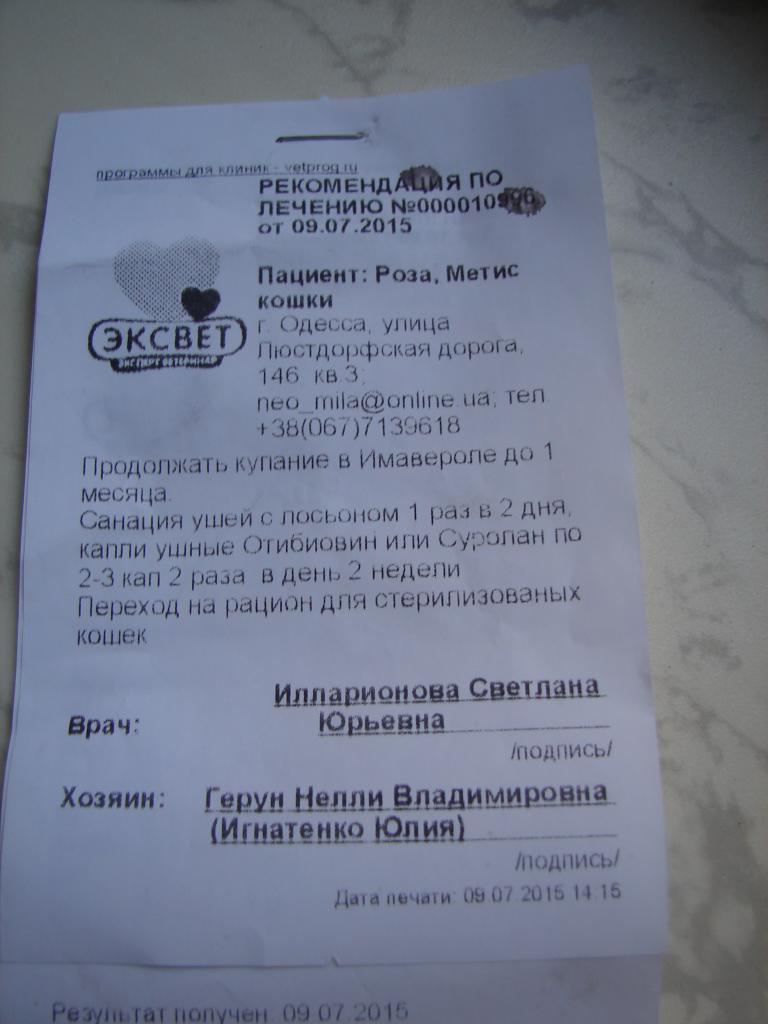 программы для клиник - vetprog.ru
РЕКОМЕНДАЦИЯ ПО
ЛЕЧЕНИЮ №000010996
от 09.07.2015
Пациент: Роза, Метис
кошки
г. Одесса, улица
Люстдорфская дорога,
146 кв.3;
neo_mila@online.ua; тел.
+38(067)7139618
ЭКСВЕТ
ЭКСПЕРТ ВЕТЕРИНАР
Продолжать купание в Имавероле до 1
месяца.
Санация ушей с лосьоном 1 раз в 2 дня,
капли ушные Отибиовин или Суролан по
2-3 кап 2 раза в день 2 недели
Переход на рацион для стерилизованых
кошек
Илларионова Светлана
Врач: Юрьевна
/подпись/
Хозяин: Герун Нелли Владимировна
(Игнатенко Юлия)
/подпись/
Дата печати: 09.07.2015 14:15
Результат получен: 09.07.2015